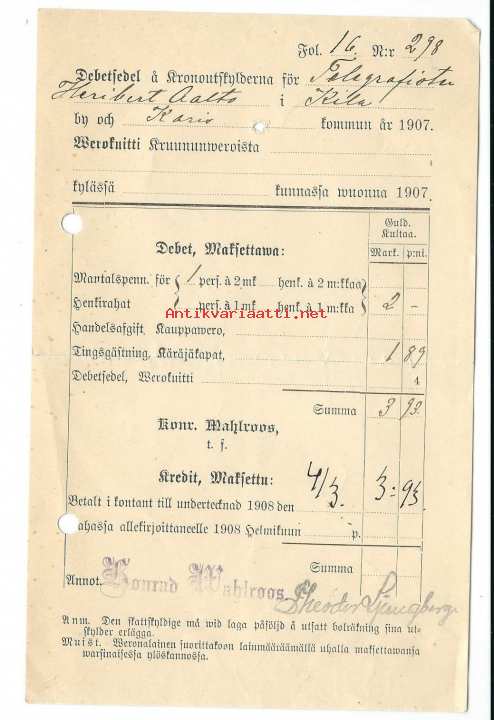 Fol. 16. N:r 298
Debetsedel å Kronoutskylderna för Telegrafisten
Heribert Aalto i Kila
by och Karis kommun år 1907.
Werokuitti Kruununweroista
kylässä kunnassa wuonna 1907.
Guld.
Kultaa.
Debet, Maksettawa:
Mark. p:ni.
Mantalspenn. för 1 pers. à 2 mk henk. à 2 m:kkaa
Henkirahat pers. à 1 mk henk. à 1 m:kka 2 -
Antikvariaatti.net
Handelsafgift, Kauppawero,
Tingsgästning, Käräjäkapat, 1 89
Debetsedel, Werokuitti 4
Summa 3 93.
Konr. Mahlroos,
t. f.
Kredit, Maksettu:
Betalt i kontant till undertecknad 1908 den 4/3. 3: 93.
Rahassa allekirjoittaneelle 1908 Helmikuun p.
Summa
Annot. Konrad Mahlroos
Theodor Ljungberg
Anm. Den skattskyldige må wid laga påföljd å utsatt bolräkning sina ut-
skylder erlägga.
Muist. Weronalainen suorittakoon lainmääräämällä uhalla maksettawansa
warsinaisessa ylöskannossa.